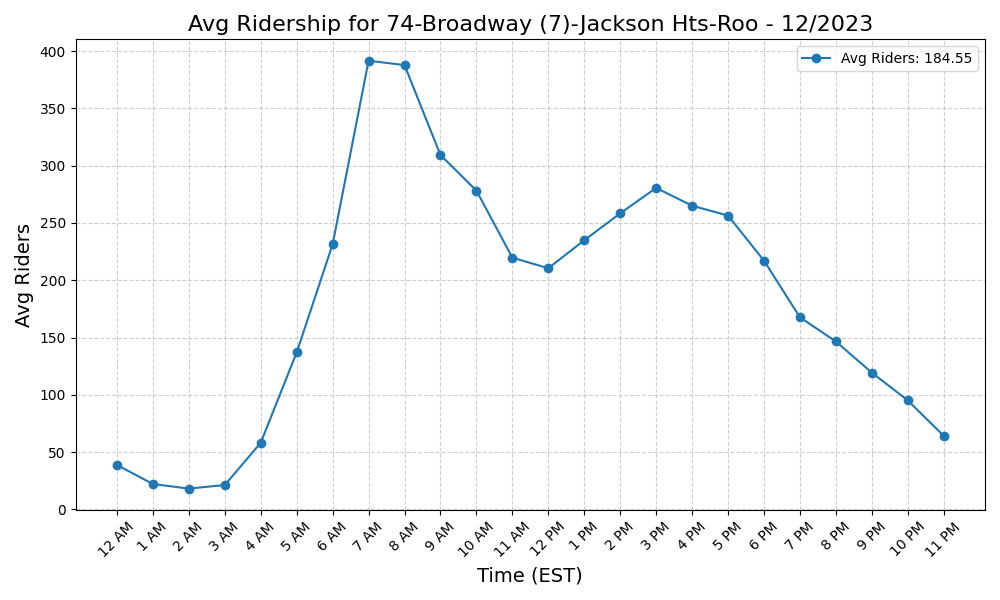 Avg Ridership for 74-Broadway (7)-Jackson Hts-Roo - 12/2023
Avg Riders: 184.55
Avg Riders
400
350
300
250
200
150
100
50
0
12 AM
1 AM
2 AM
3 AM
4 AM
5 AM
6 AM
7 AM
8 AM
9 AM
10 AM
11 AM
12 PM
1 PM
2 PM
3 PM
4 PM
5 PM
6 PM
7 PM
8 PM
9 PM
10 PM
11 PM
Time (EST)